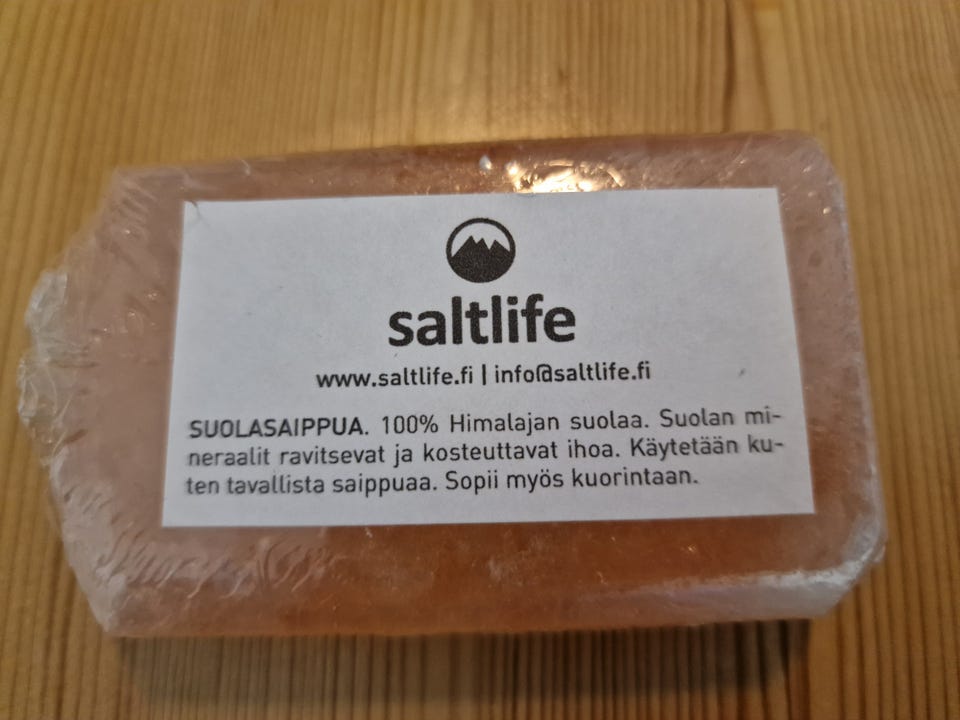 saltlife
www.saltlife.fi | info@saltlife.fi
SUOLASAIPPUA. 100% Himalajan suolaa. Suolan mi-
neraalit ravitsevat ja kosteuttavat ihoa. Käytetään ku-
ten tavallista saippuaa. Sopii myös kuorintaan.